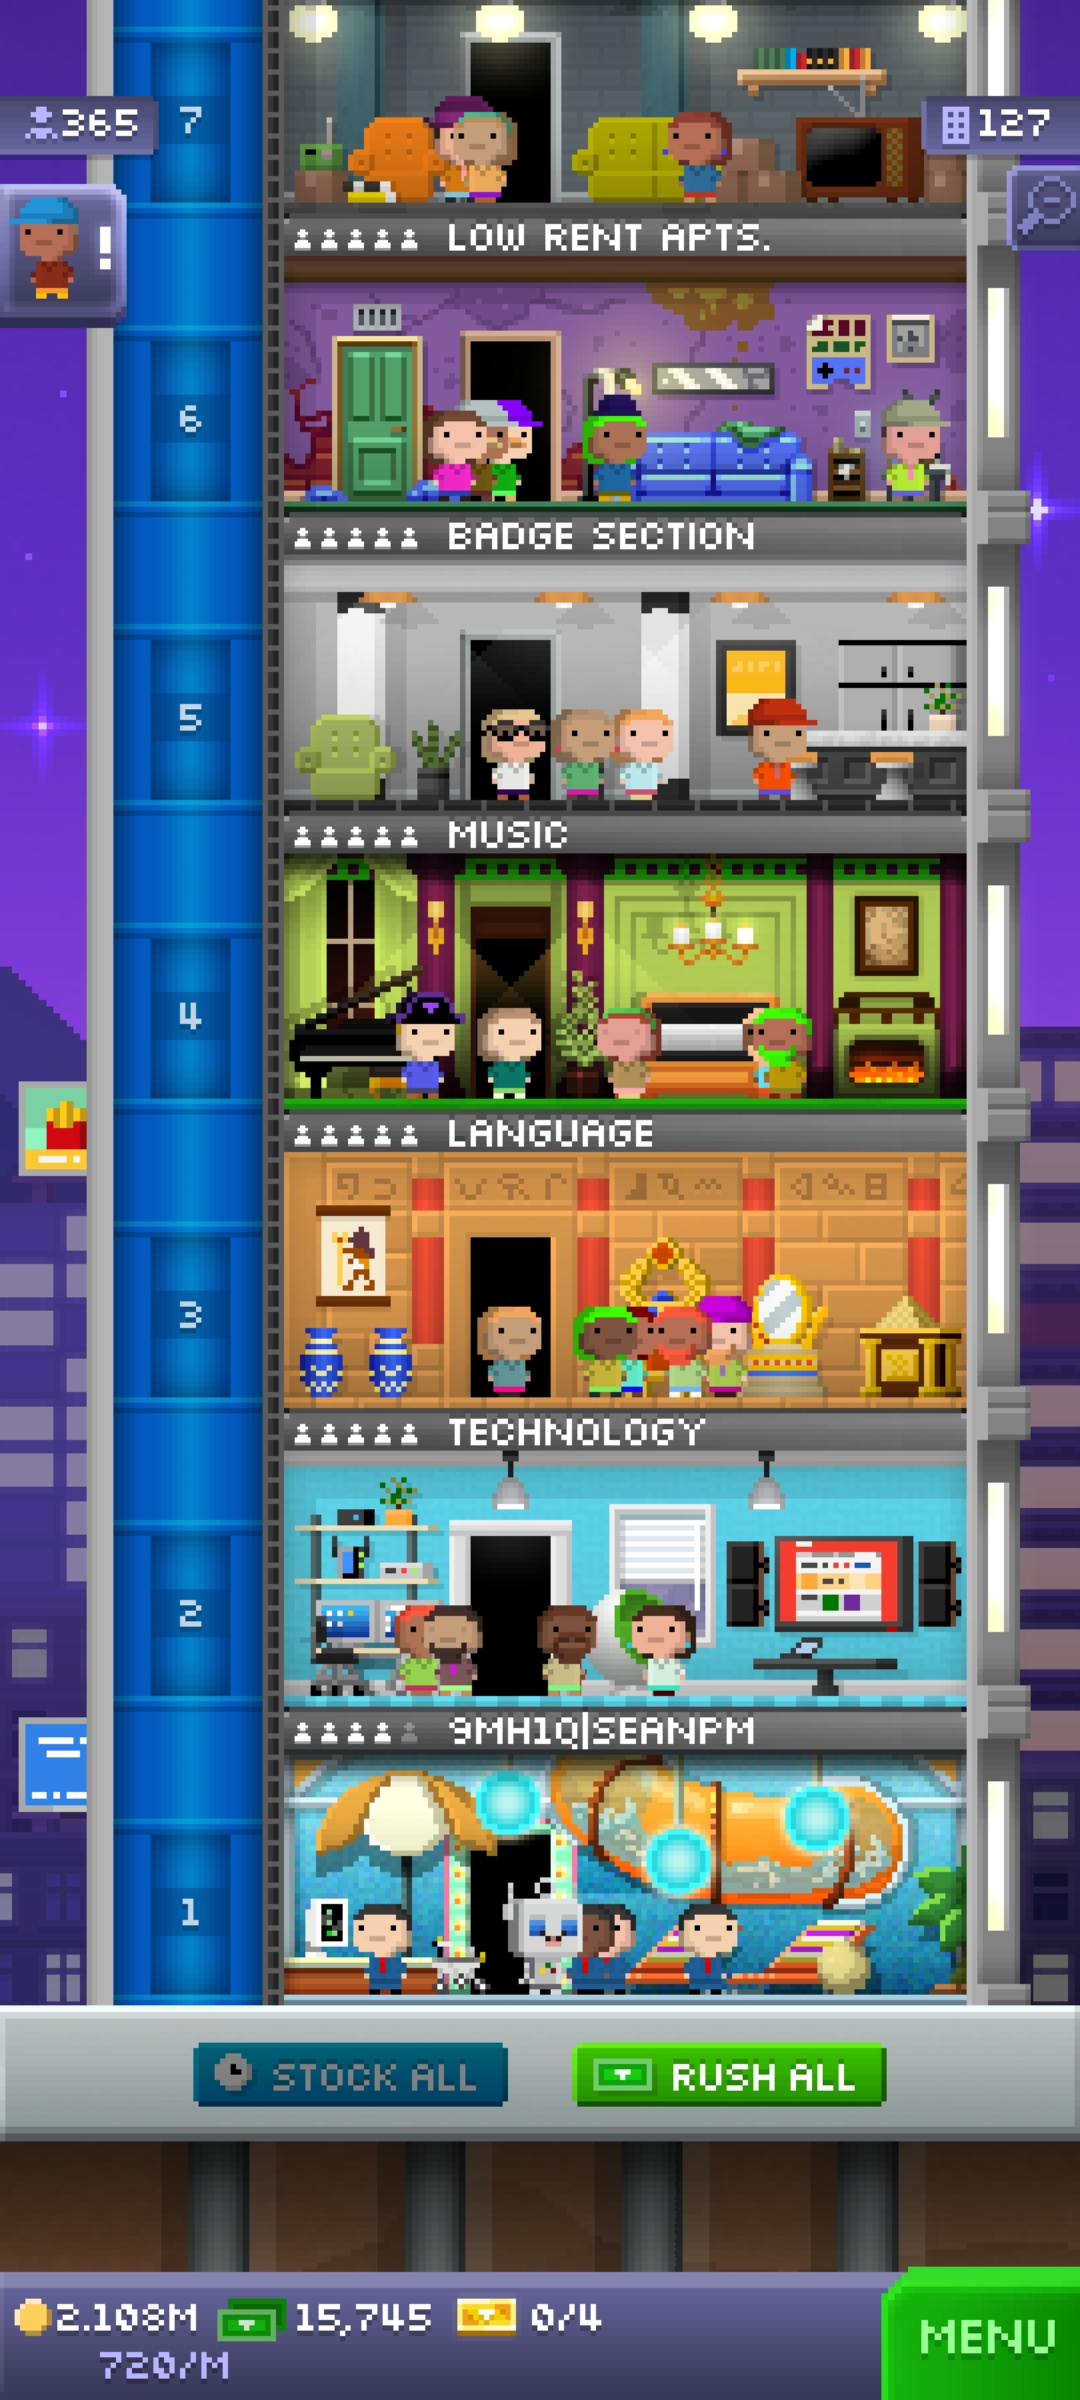 7
365
127
!
LOW RENT APTS.
6
BADGE SECTION
5
MUSIC
4
LANGUAGE
3
TECHNOLOGY
2
9MH1Q|SEANPM
1
STOCK ALL
RUSH ALL
2.108M
15,745
0/4
720/M
MENU